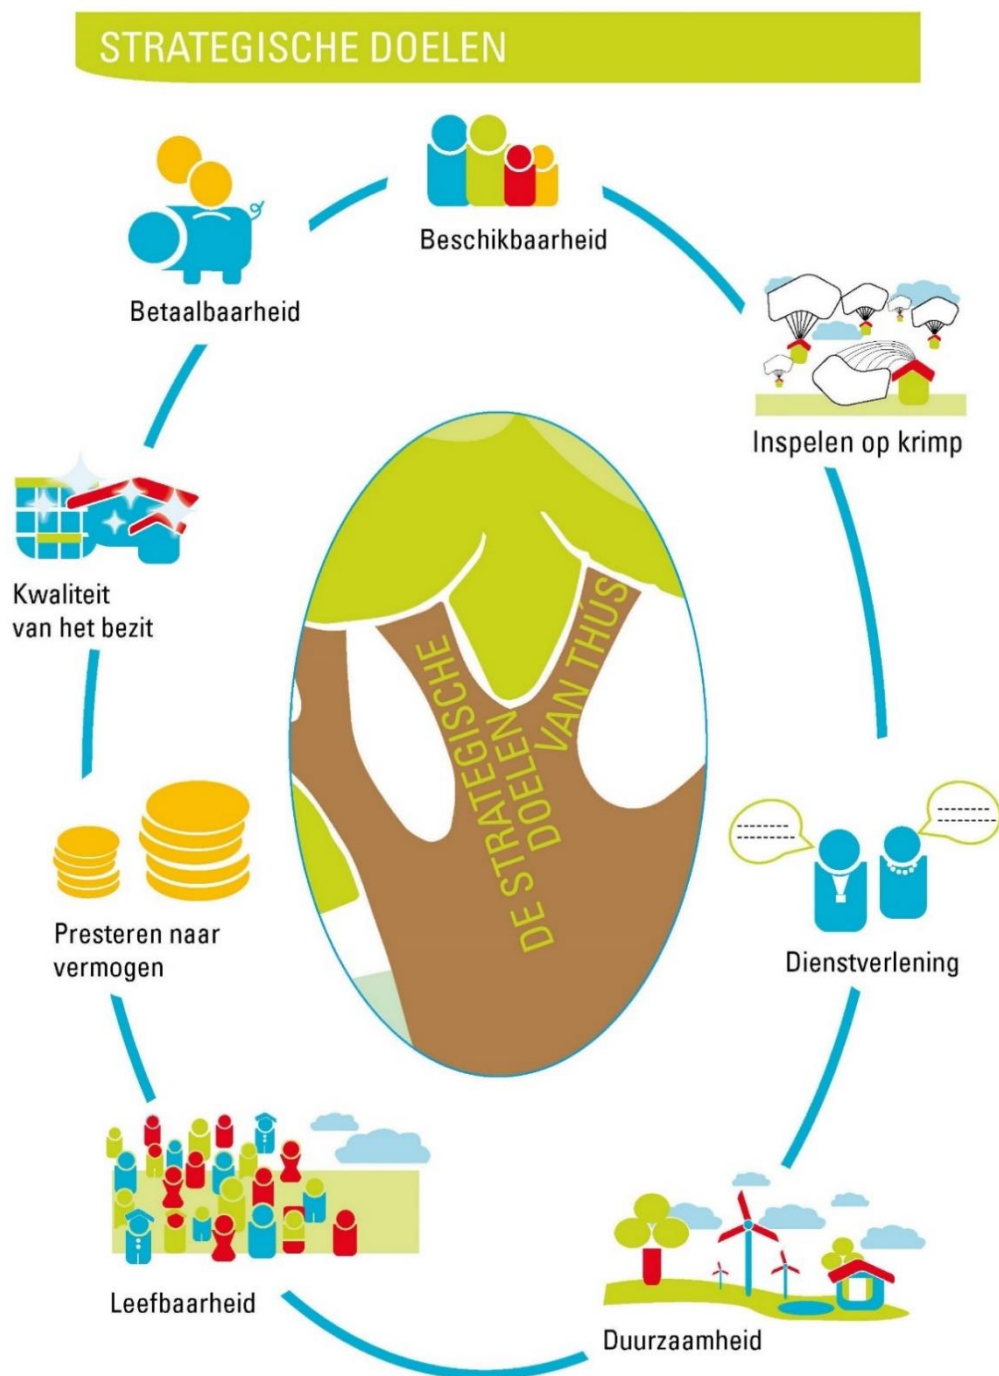 STRATEGISCHE DOELEN
Beschikbaarheid
Betaalbaarheid
Inspelen op krimp
Kwaliteit
van het bezit
DE STRATEGISCHE
DOELEN
VAN THÚS
Presteren naar
vermogen
Dienstverlening
Leefbaarheid
Duurzaamheid